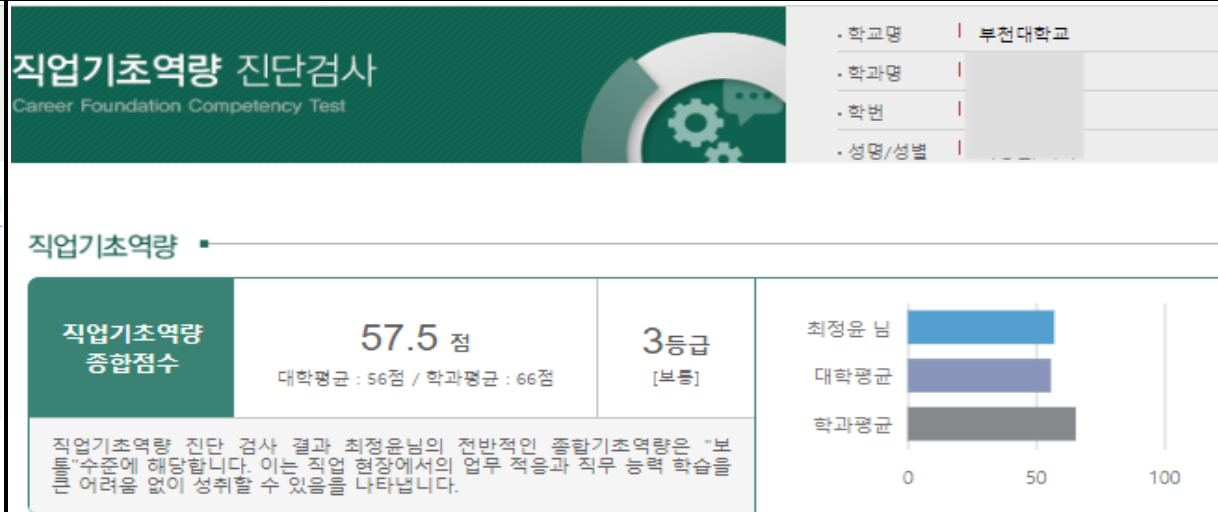 직업기초역량 진단검사
Career Foundation Competency Test
· 학교명 | 부천대학교
· 학과명 |
· 학번 |
· 성명/성별 |
직업기초역량
직업기초역량
종합점수
57.5 점
대학평균 : 56점 / 학과평균 : 66점
3등급
[보통]
직업기초역량 진단 검사 결과 최정윤님의 전반적인 종합기초역량은 "보
통"수준에 해당합니다. 이는 직업 현장에서의 업무 적응과 직무 능력 학습을
큰 어려움 없이 성취할 수 있음을 나타냅니다.
최정윤 님
대학평균
학과평균
0 50 100